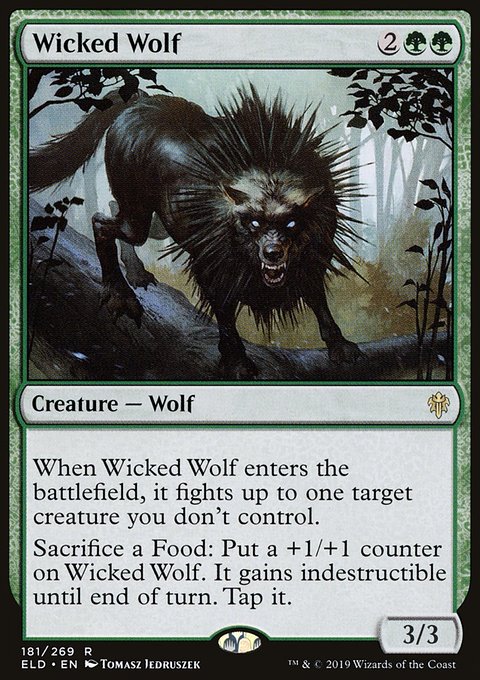 Wicked Wolf 2
Creature — Wolf
When Wicked Wolf enters the
battlefield, it fights up to one target
creature you don't control.
Sacrifice a Food: Put a +1/+1 counter
on Wicked Wolf. It gains indestructible
until end of turn. Tap it.
3/3
181/269 R
ELD • EN Tomasz Jedruszek
™ & © 2019 Wizards of the Coast